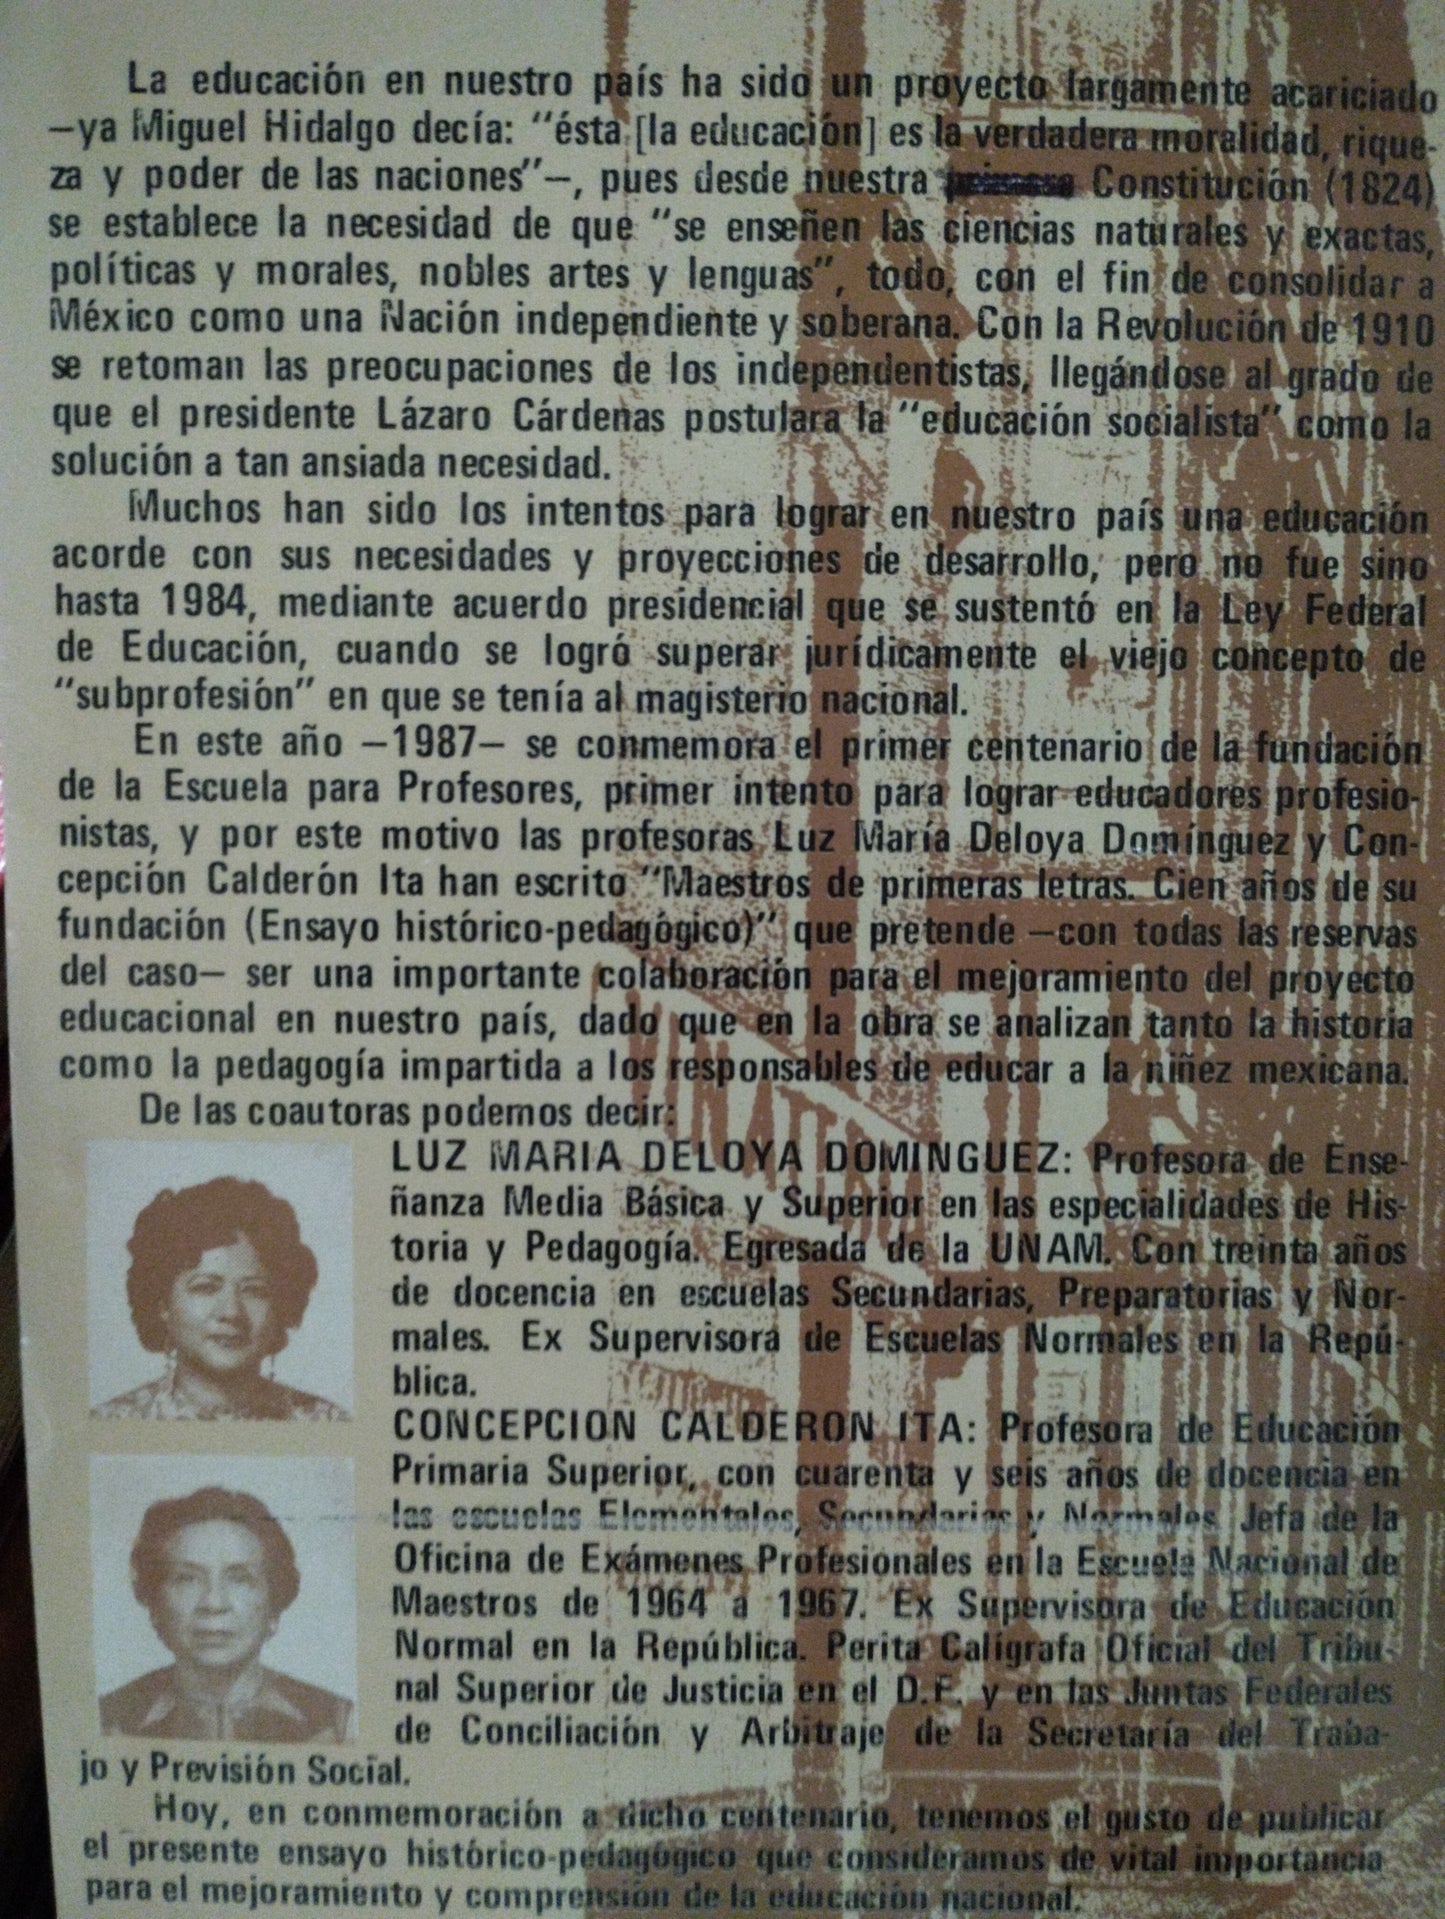 La educación en nuestro país ha sido un proyecto largamente acariciado
—ya Miguel Hidalgo decía: "ésta [la educación] es la verdadera moralidad, rique-
za y poder de las naciones"—, pues desde nuestra Constitución (1824)
se establece la necesidad de que "se enseñen las ciencias naturales y exactas,
políticas y morales, nobles artes y lenguas", todo, con el fin de consolidar a
México como una Nación independiente y soberana. Con la Revolución de 1910
se retoman las preocupaciones de los independentistas, llegándose al grado de
que el presidente Lázaro Cárdenas postulara la "educación socialista" como la
solución a tan ansiada necesidad.
Muchos han sido los intentos para lograr en nuestro país una educación
acorde con sus necesidades y proyecciones de desarrollo, pero no fue sino
hasta 1984, mediante acuerdo presidencial que se sustentó en la Ley Federal
de Educación, cuando se logró superar jurídicamente el viejo concepto de
"subprofesión" en que se tenía al magisterio nacional.
En este año —1987— se conmemora el primer centenario de la fundación
de la Escuela para Profesores, primer intento para lograr educadores profesio-
nistas, y por este motivo las profesoras Luz María Deloya Domínguez y Con-
cepción Calderón Ita han escrito "Maestros de primeras letras. Cien años de su
fundación (Ensayo histórico-pedagógico)" que pretende —con todas las reservas
del caso— ser una importante colaboración para el mejoramiento del proyecto
educacional en nuestro país, dado que en la obra se analizan tanto la historia
como la pedagogía impartida a los responsables de educar a la niñez mexicana.
De las coautoras podemos decir:
LUZ MARIA DELOYA DOMINGUEZ: Profesora de Ense-
ñanza Media Básica y Superior en las especialidades de His-
toria y Pedagogía. Egresada de la UNAM. Con treinta años
de docencia en escuelas Secundarias, Preparatorias y Nor-
males. Ex Supervisora de Escuelas Normales en la Repú-
blica.
CONCEPCION CALDERON ITA: Profesora de Educación
Primaria Superior, con cuarenta y seis años de docencia en
las escuelas Elementales, Secundarias y Normales Jefa de la
Oficina de Exámenes Profesionales en la Escuela Nacional de
Maestros de 1964 a 1967. Ex Supervisora de Educación
Normal en la República. Perita Calígrafa Oficial del Tribu-
nal Superior de Justicia en el D.F. y en las Juntas Federales
de Conciliación y Arbitraje de la Secretaría del Traba-
jo y Previsión Social.
Hoy, en conmemoración a dicho centenario, tenemos el gusto de publicar
el presente ensayo histórico-pedagógico que consideramos de vital importancia
para el mejoramiento y comprensión de la educación nacional.